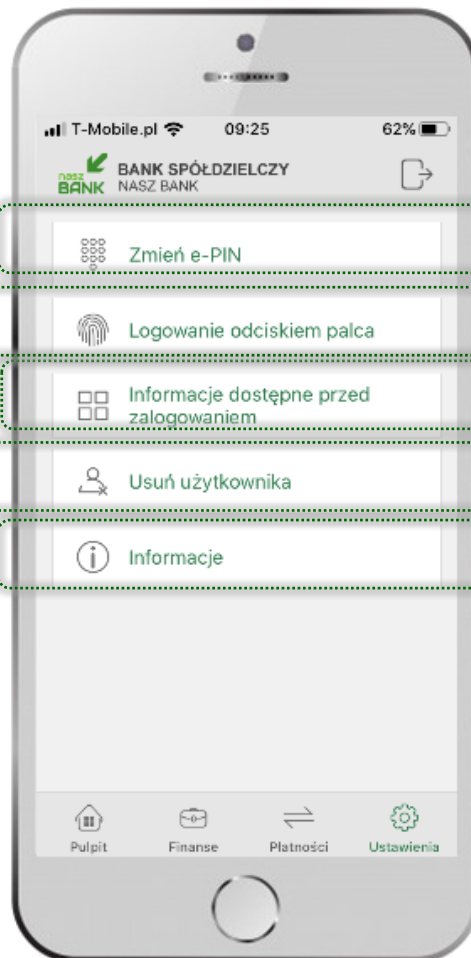 T-Mobile.pl 09:25 62%
nasz BANK BANK SPÓŁDZIELCZY
NASZ BANK
Zmień e-PIN
Logowanie odciskiem palca
Informacje dostępne przed
zalogowaniem
Usuń użytkownika
Informacje
Pulpit Finanse Płatności Ustawienia